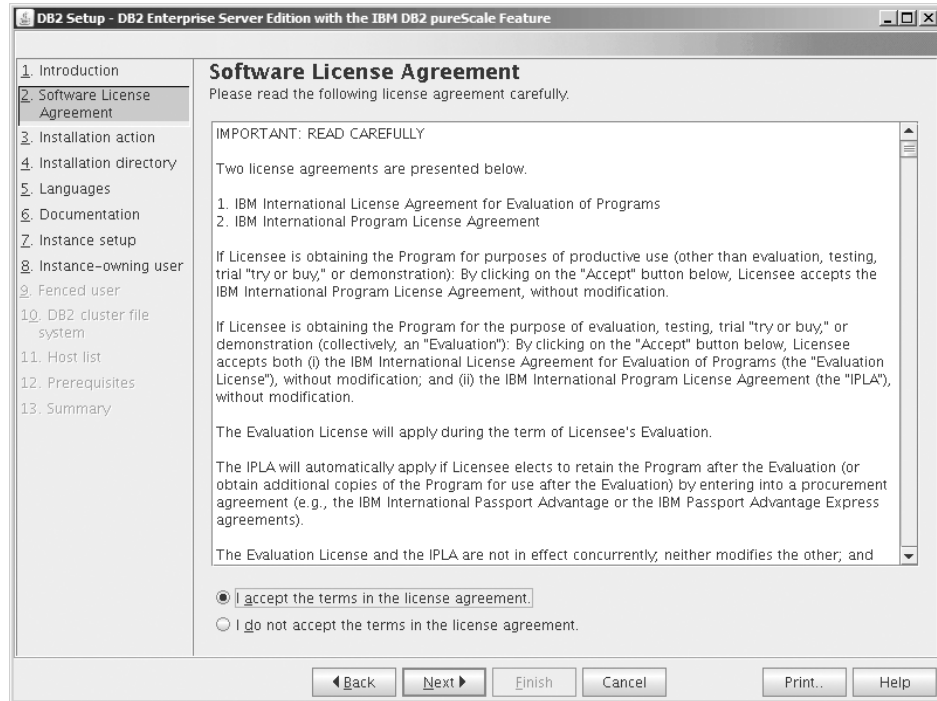 DB2 Setup - DB2 Enterprise Server Edition with the IBM DB2 pureScale Feature
1. Introduction
2. Software License
Agreement
3. Installation action
4. Installation directory
5. Languages
6. Documentation
7. Instance setup
8. Instance-owning user
9. Fenced user
10. DB2 cluster file
system
11. Host list
12. Prerequisites
13. Summary
Software License Agreement
Please read the following license agreement carefully.
IMPORTANT: READ CAREFULLY
Two license agreements are presented below.
1. IBM International License Agreement for Evaluation of Programs
2. IBM International Program License Agreement
If Licensee is obtaining the Program for purposes of productive use (other than evaluation, testing,
trial "try or buy," or demonstration): By clicking on the "Accept" button below, Licensee accepts the
IBM International Program License Agreement, without modification.
If Licensee is obtaining the Program for the purpose of evaluation, testing, trial "try or buy," or
demonstration (collectively, an "Evaluation"): By clicking on the "Accept" button below, Licensee
accepts both (i) the IBM International License Agreement for Evaluation of Programs (the "Evaluation
License"), without modification; and (ii) the IBM International Program License Agreement (the "IPLA"),
without modification.
The Evaluation License will apply during the term of Licensee's Evaluation.
The IPLA will automatically apply if Licensee elects to retain the Program after the Evaluation (or
obtain additional copies of the Program for use after the Evaluation) by entering into a procurement
agreement (e.g., the IBM International Passport Advantage or the IBM Passport Advantage Express
agreements).
The Evaluation License and the IPLA are not in effect concurrently; neither modifies the other; and
I accept the terms in the license agreement.
I do not accept the terms in the license agreement.
Back Next Finish Cancel Print.. Help